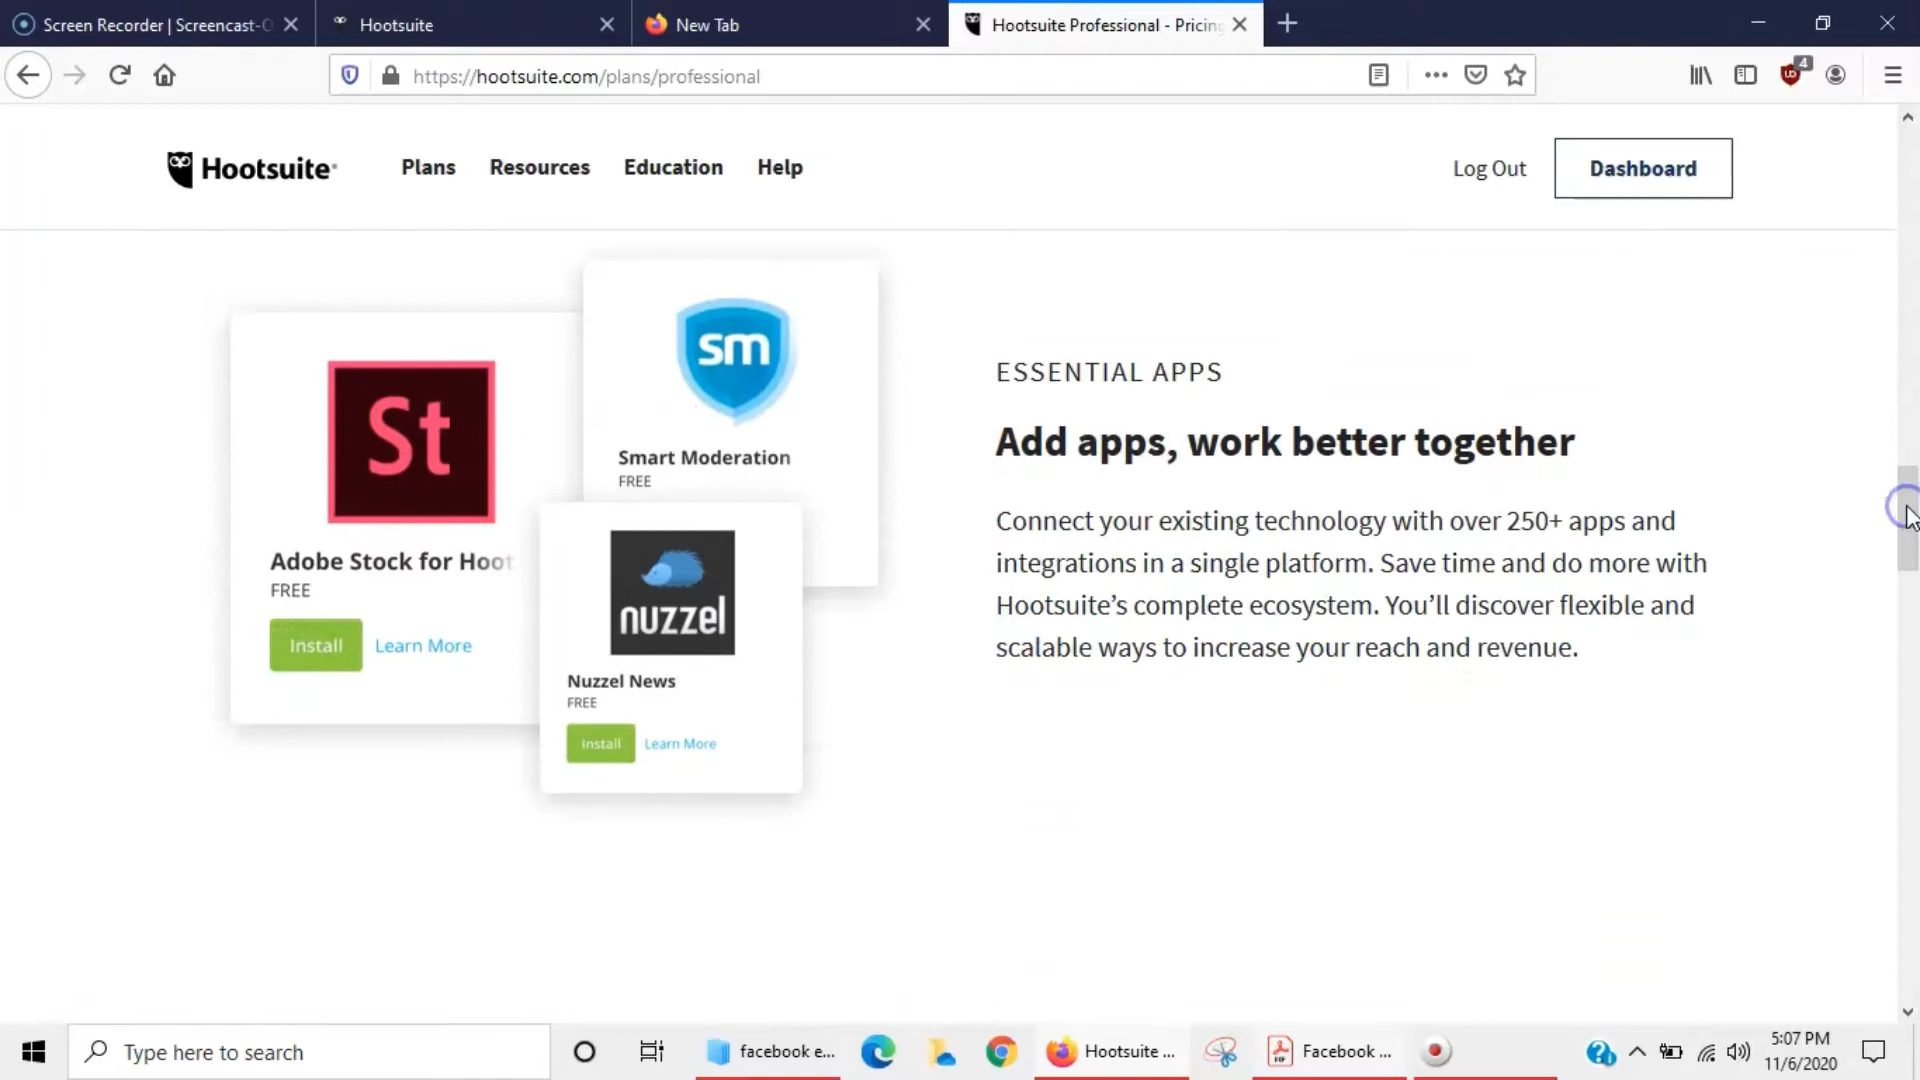 Screen Recorder | Screencast-O
Hootsuite
New Tab
Hootsuite Professional - Pricing
https://hootsuite.com/plans/professional
4
Hootsuite
Plans
Resources
Education
Help
Log Out
Dashboard
St
Adobe Stock for Hoot
FREE
Install
Learn More
sm
Smart Moderation
FREE
nuzzel
Nuzzel News
FREE
Install
Learn More
ESSENTIAL APPS
Add apps, work better together
Connect your existing technology with over 250+ apps and
integrations in a single platform. Save time and do more with
Hootsuite’s complete ecosystem. You’ll discover flexible and
scalable ways to increase your reach and revenue.
Type here to search
facebook e...
Hootsuite ...
Facebook ...
5:07 PM
11/6/2020